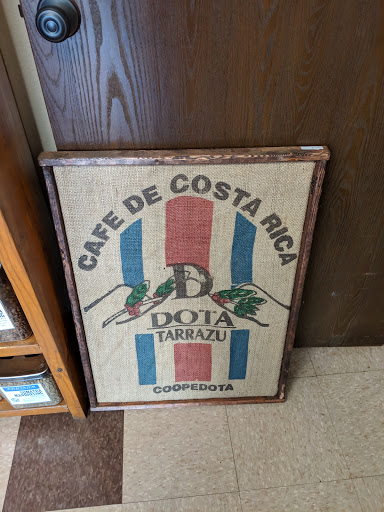 CAFE DE COSTA RICA
D
DOTA
TARRAZU
COOPEDOTA